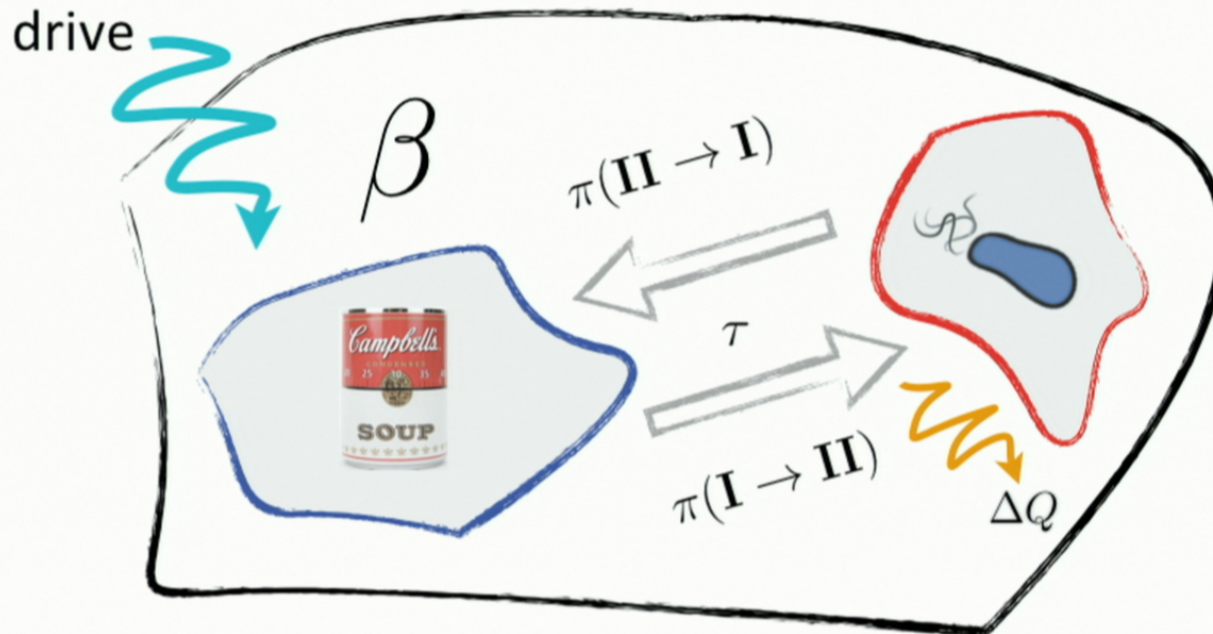 drive
β
π(II → I)
Campbell's
CONDENSED
SOUP
τ
π(I → II)
ΔQ